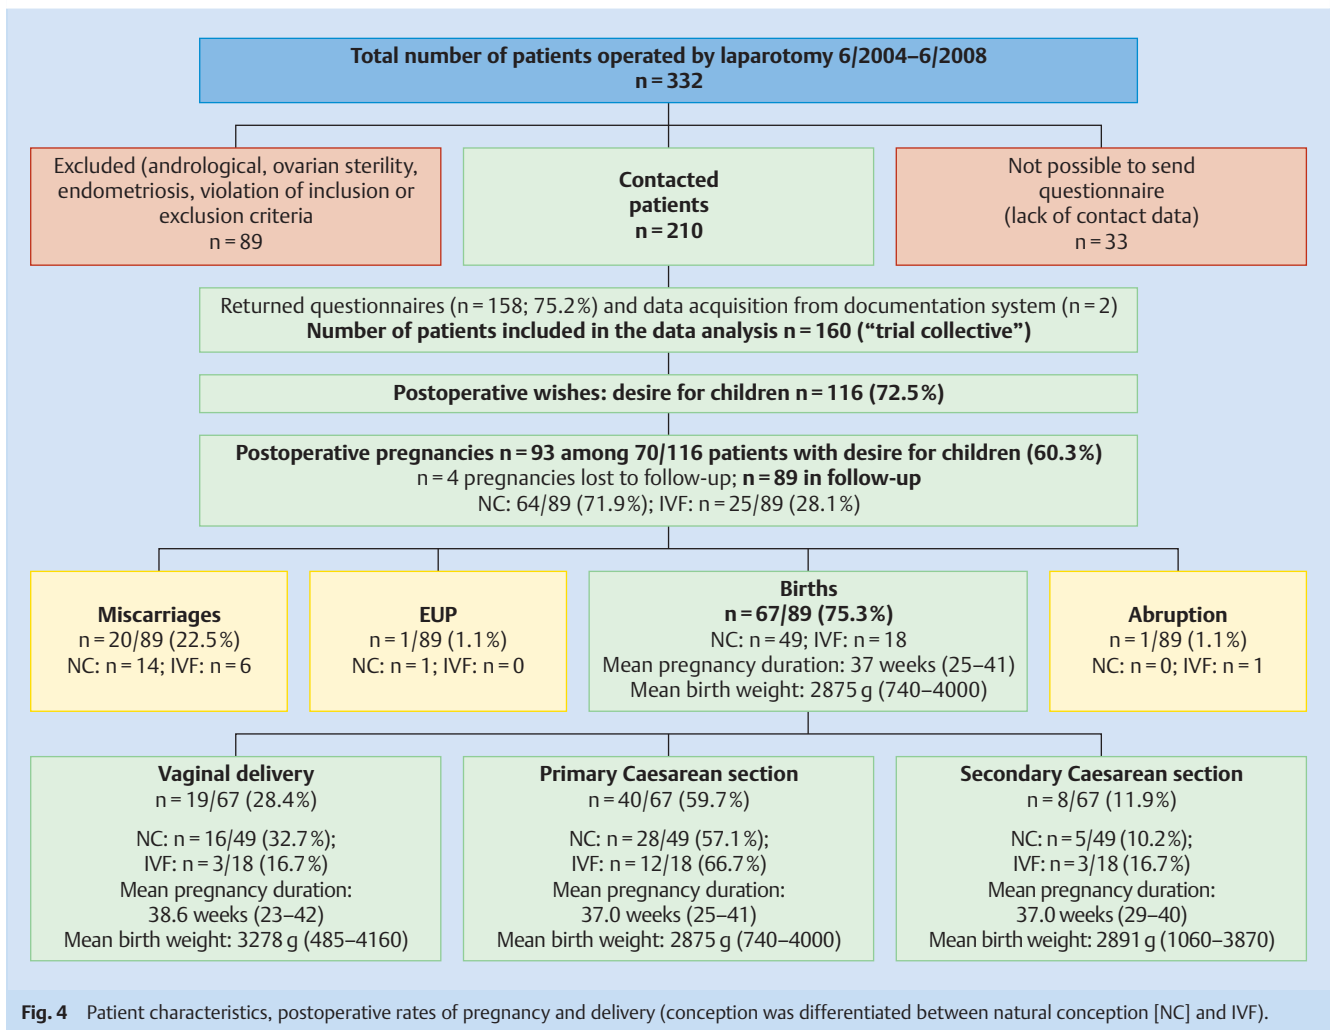 Total number of patients operated by laparotomy 6/2004–6/2008
n = 332
Excluded (andrological, ovarian sterility,
endometriosis, violation of inclusion or
exclusion criteria
n = 89
Contacted
patients
n = 210
Not possible to send
questionnaire
(lack of contact data)
n = 33
Returned questionnaires (n = 158; 75.2%) and data acquisition from documentation system (n = 2)
Number of patients included in the data analysis n = 160 (“trial collective”)
Postoperative wishes: desire for children n = 116 (72.5%)
Postoperative pregnancies n = 93 among 70/116 patients with desire for children (60.3%)
n = 4 pregnancies lost to follow-up; n = 89 in follow-up
NC: 64/89 (71.9%); IVF: n = 25/89 (28.1%)
Miscarriages
n = 20/89 (22.5%)
NC: n = 14; IVF: n = 6
EUP
n = 1/89 (1.1%)
NC: n = 1; IVF: n = 0
Births
n = 67/89 (75.3%)
NC: n = 49; IVF: n = 18
Mean pregnancy duration: 37 weeks (25–41)
Mean birth weight: 2875 g (740–4000)
Abruption
n = 1/89 (1.1%)
NC: n = 0; IVF: n = 1
Vaginal delivery
n = 19/67 (28.4%)
NC: n = 16/49 (32.7%);
IVF: n = 3/18 (16.7%)
Mean pregnancy duration:
38.6 weeks (23–42)
Mean birth weight: 3278 g (485–4160)
Primary Caesarean section
n = 40/67 (59.7%)
NC: n = 28/49 (57.1%;
IVF: n = 12/18 (66.7%)
Mean pregnancy duration:
37.0 weeks (25–41)
Mean birth weight: 2875 g (740–4000)
Secondary Caesarean section
n = 8/67 (11.9%)
NC: n = 5/49 (10.2%);
IVF: n = 3/18 (16.7%)
Mean pregnancy duration:
37.0 weeks (29–40)
Mean birth weight: 2891 g (1060–3870)
Fig. 4 Patient characteristics, postoperative rates of pregnancy and delivery (conception was differentiated between natural conception [NC] and IVF).